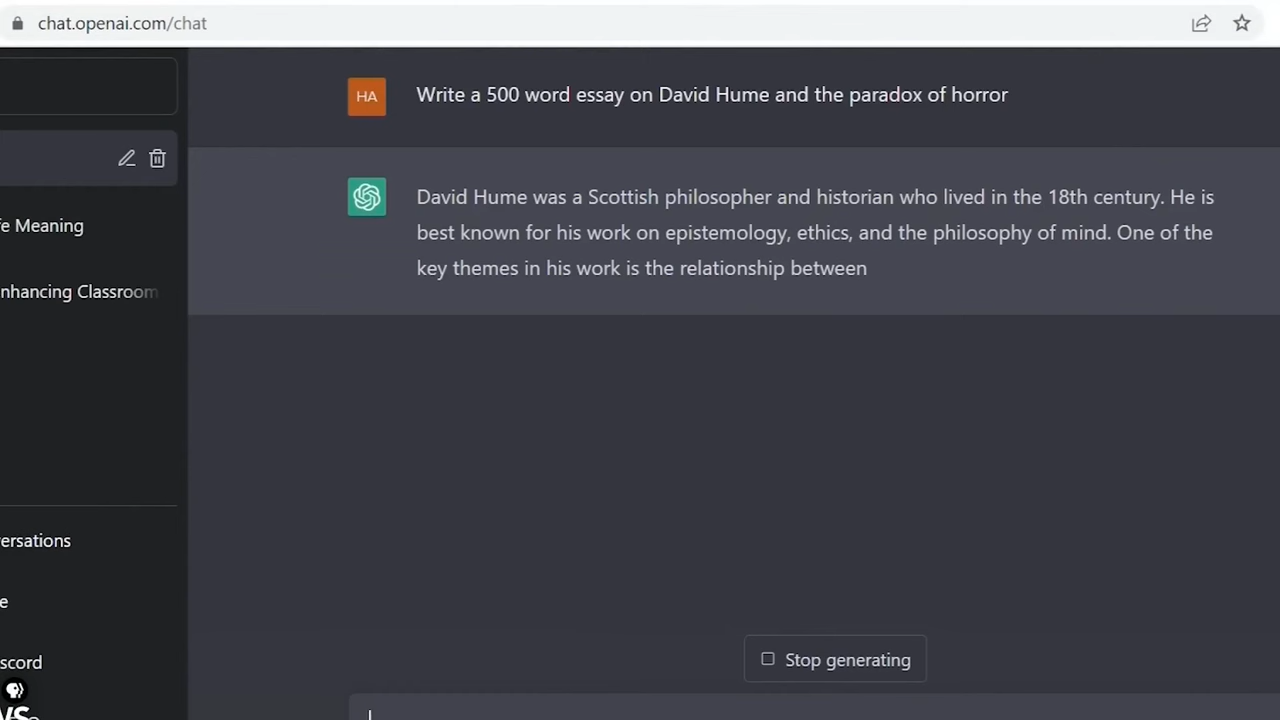 chat.openai.com/chat
HA
Write a 500 word essay on David Hume and the paradox of horror
David Hume was a Scottish philosopher and historian who lived in the 18th century. He is
best known for his work on epistemology, ethics, and the philosophy of mind. One of the
key themes in his work is the relationship between
fe Meaning
nhancing Classroom
ersations
e
scord
Stop generating